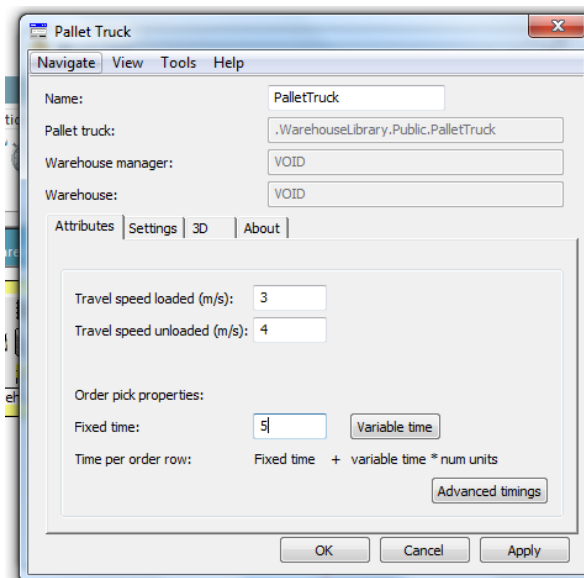 Pallet Truck
Navigate View Tools Help
Name: PalletTruck
Pallet truck: .WarehouseLibrary.Public.PalletTruck
Warehouse manager: VOID
Warehouse: VOID
Attributes Settings 3D About
Travel speed loaded (m/s): 3
Travel speed unloaded (m/s): 4
Order pick properties:
Fixed time: 5 Variable time
Time per order row: Fixed time + variable time * num units
Advanced timings
OK Cancel Apply